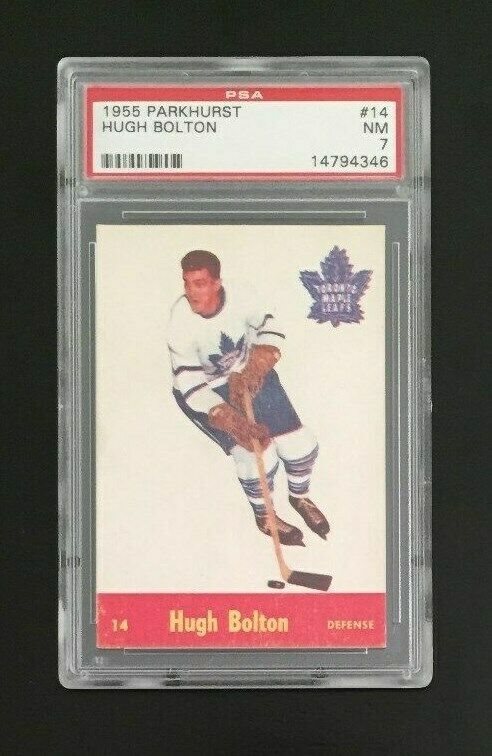 PSA
1955 PARKHURST #14
HUGH BOLTON NM
7
14794346
TORONTO
MAPLE
LEAFS
14 Hugh Bolton DEFENSE